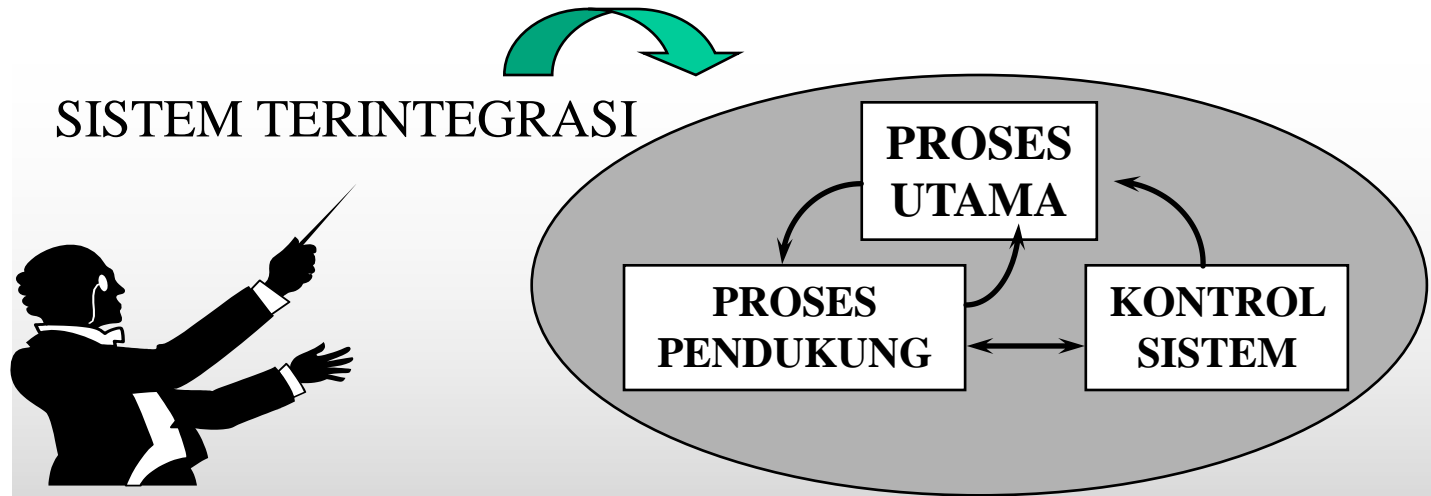 SISTEM TERINTEGRASI
PROSES
UTAMA
PROSES
PENDUKUNG
KONTROL
SISTEM